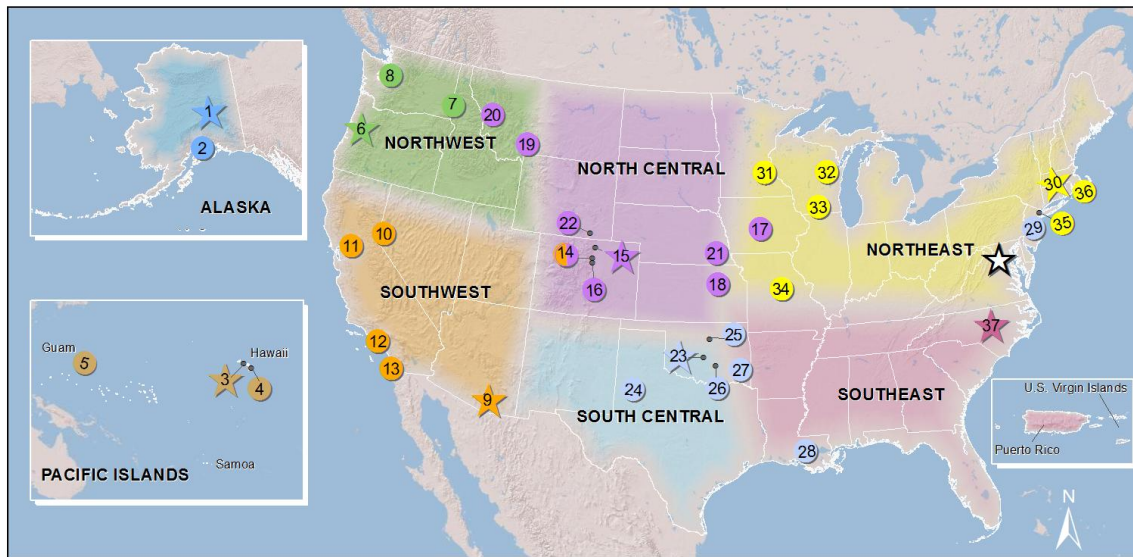 8
7
20
6
NORTHWEST
19
1
2
ALASKA
NORTH CENTRAL
31
32
33
30
36
35
29
22
17
10
11
14
15
21
NORTHEAST
SOUTHWEST
16
18
34
37
Guam
5
Hawaii
3
4
Samoa
PACIFIC ISLANDS
12
13
9
25
23
27
24
26
SOUTH CENTRAL
SOUTHEAST
28
U.S. Virgin Islands
Puerto Rico
N